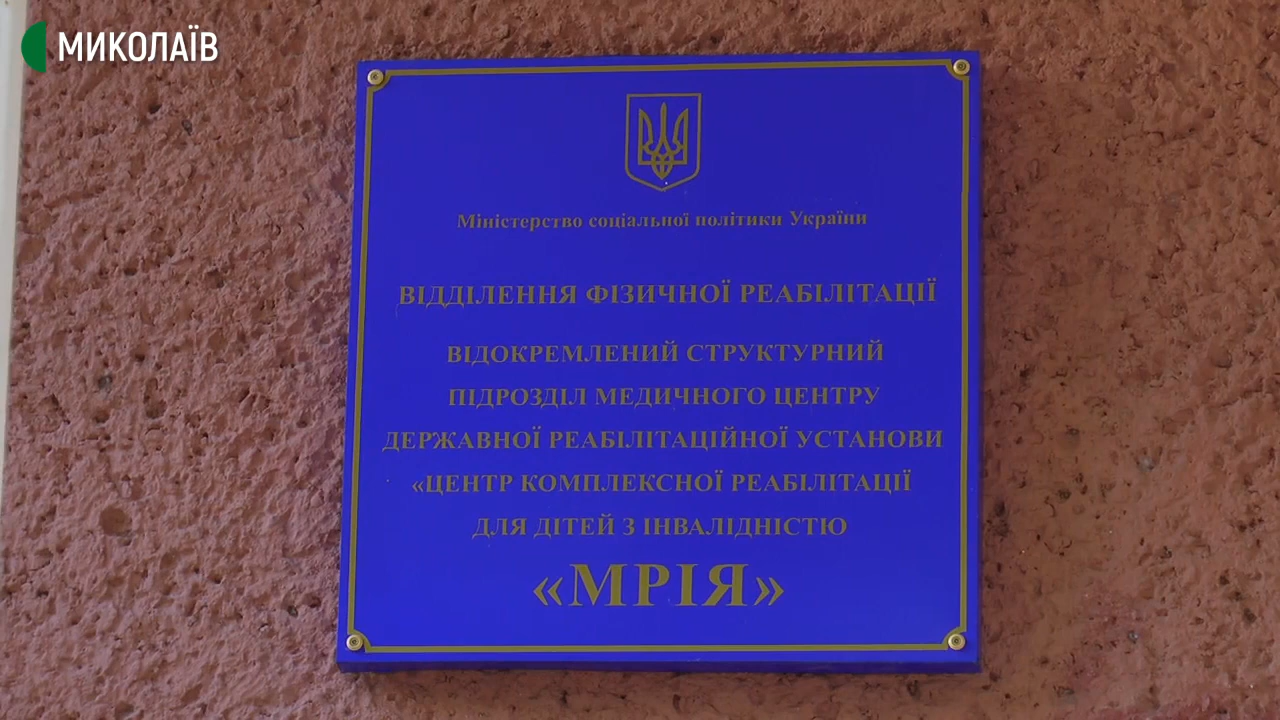 МИКОЛАЇВ
Міністерство соціальної політики України
ВІДДІЛЕННЯ ФІЗИЧНОЇ РЕАБІЛІТАЦІЇ
ВІДОКРЕМЛЕНИЙ СТРУКТУРНИЙ
ПІДРОЗДІЛ МЕДИЧНОГО ЦЕНТРУ
ДЕРЖАВНОЇ РЕАБІЛІТАЦІЙНОЇ УСТАНОВИ
«ЦЕНТР КОМПЛЕКСНОЇ РЕАБІЛІТАЦІЇ
ДЛЯ ДІТЕЙ З ІНВАЛІДНІСТЮ
«МРІЯ»